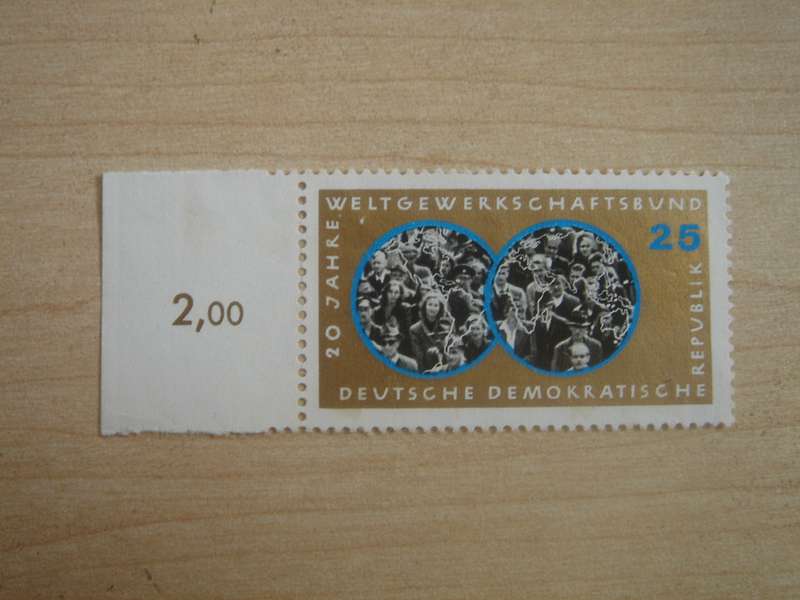 2,00
20 JAHRE
WELTGEWERKSCHAFTSBUND
25
DEUTSCHE DEMOKRATISCHE
REPUBLIK